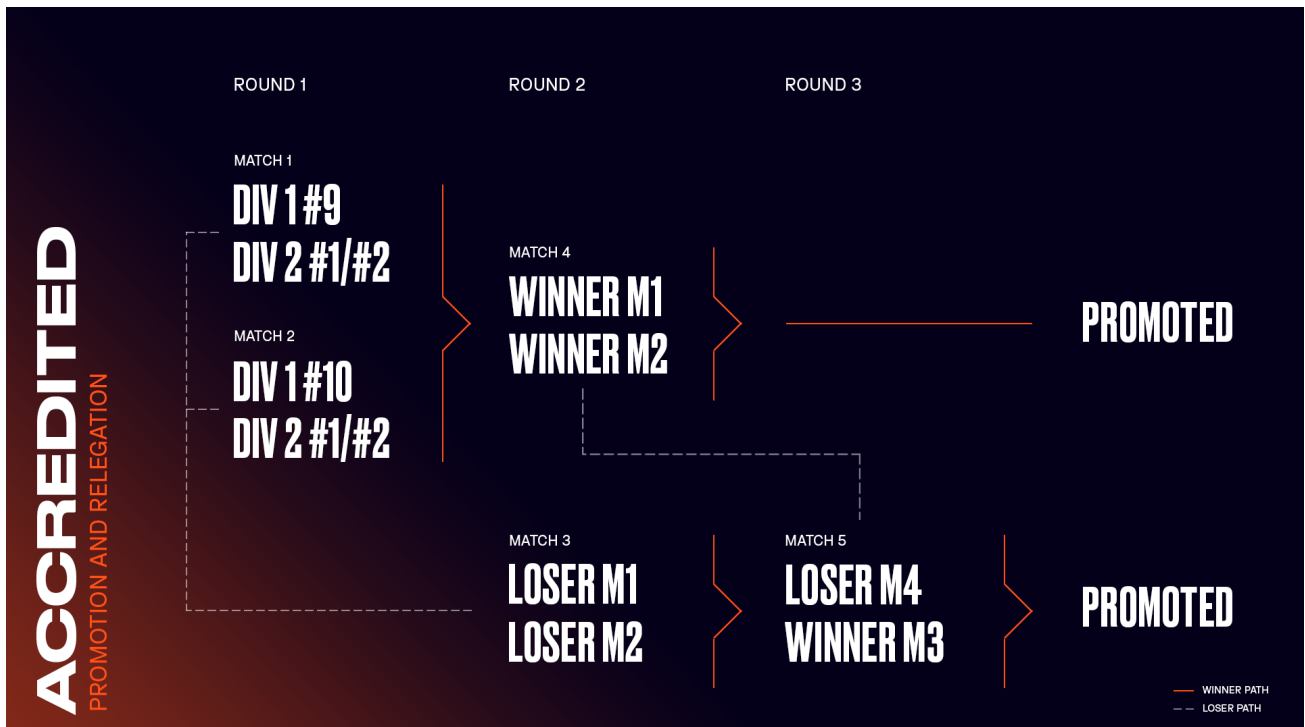 ACCREDITED
PROMOTION AND RELEGATION
ROUND 1
ROUND 2
ROUND 3
MATCH 1
DIV 1 #9
DIV 2 #1/#2
MATCH 2
DIV 1 #10
DIV 2 #1/#2
MATCH 4
WINNER M1
WINNER M2
PROMOTED
MATCH 3
LOSER M1
LOSER M2
MATCH 5
LOSER M4
WINNER M3
PROMOTED
WINNER PATH
LOSER PATH